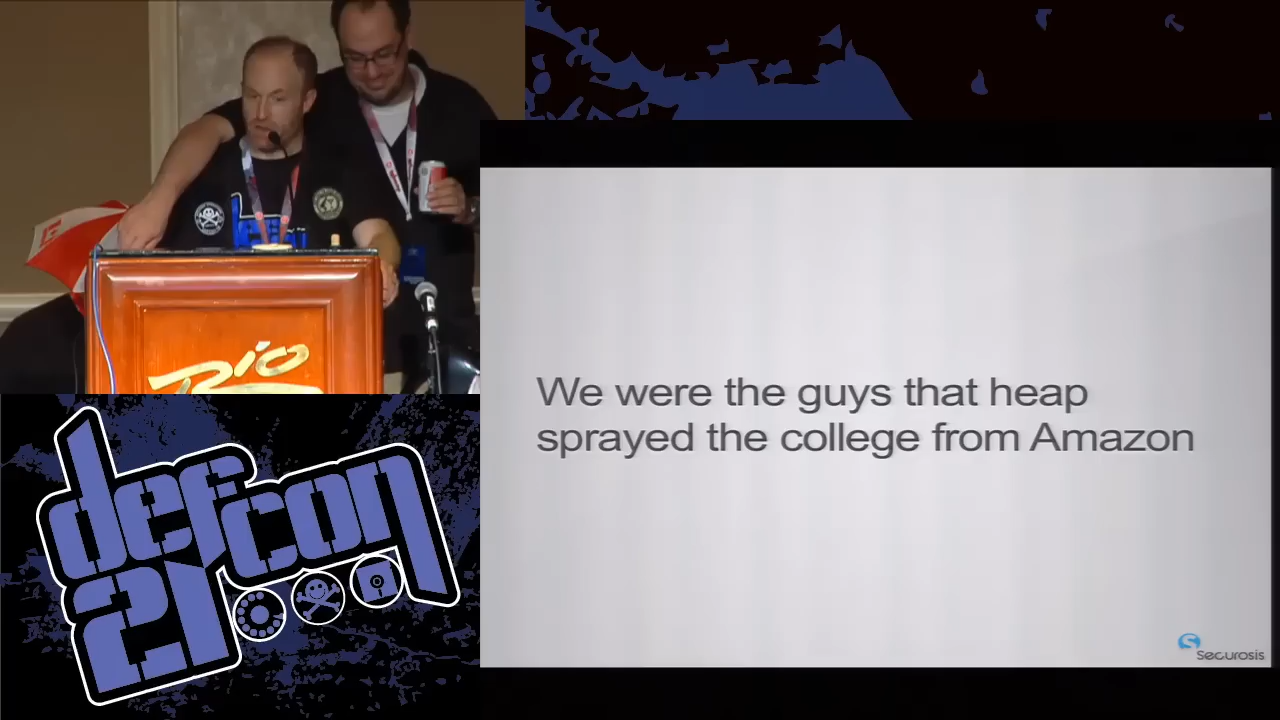 Rio
We were the guys that heap
sprayed the college from Amazon
Securosis
defcon
21